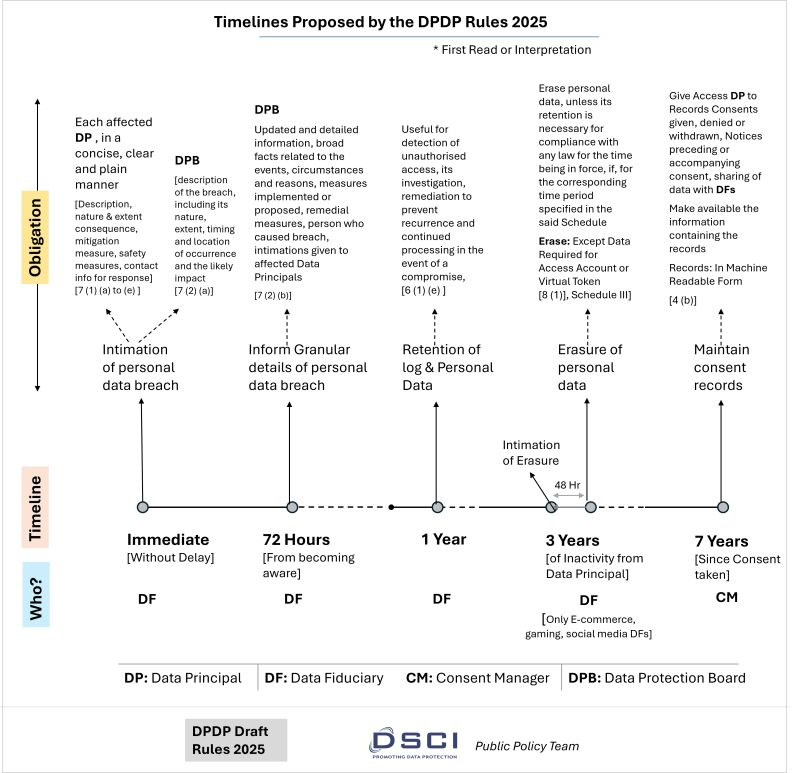 Timelines Proposed by the DPDP Rules 2025
* First Read or Interpretation
Obligation
Each affected
DP , in a
concise, clear
and plain
manner
[Description,
nature & extent
consequence,
mitigation
measure, safety
measures, contact
info for response]
[7 (1) (a) to (e) ]
DPB
[description of
the breach,
including its
nature,
extent, timing
and location
of occurrence
and the likely
impact
[7 (2) (a)]
DPB
Updated and detailed
information, broad
facts related to the
events, circumstances
and reasons, measures
implemented or
proposed, remedial
measures, person who
caused breach,
intimations given to
affected Data
Principals
[7 (2) (b)]
Useful for
detection of
unauthorised
access, its
investigation,
remediation to
prevent
recurrence and
continued
processing in the
event of a
compromise,
[6 (1) (e) ]
Erase personal
data, unless its
retention is
necessary for
compliance with
any law for the time
being in force, if, for
the corresponding
time period
specified in the
said Schedule
Erase: Except Data
Required for
Access Account or
Virtual Token
[8 (1)], Schedule III]
Give Access DP to
Records Consents
given, denied or
withdrawn, Notices
preceding or
accompanying
consent, sharing of
data with DFs
Make available the
information
containing the
records
Records: In Machine
Readable Form
[4 (b)]
Intimation
of personal
data breach
Inform Granular
details of personal
data breach
Retention of
log & Personal
Data
Erasure of
personal
data
Maintain
consent
records
Intimation
of Erasure
48 Hr
Timeline
Immediate
[Without Delay]
72 Hours
[From becoming
aware]
1 Year
3 Years
[of Inactivity from
Data Principal]
7 Years
[Since Consent
taken]
Who?
DF
DF
DF
DF
[Only E-commerce,
gaming, social media DFs]
CM
DP: Data Principal
DF: Data Fiduciary
CM: Consent Manager
DPB: Data Protection Board
DPDP Draft
Rules 2025
DSCI
PROMOTING DATA PROTECTION
Public Policy Team